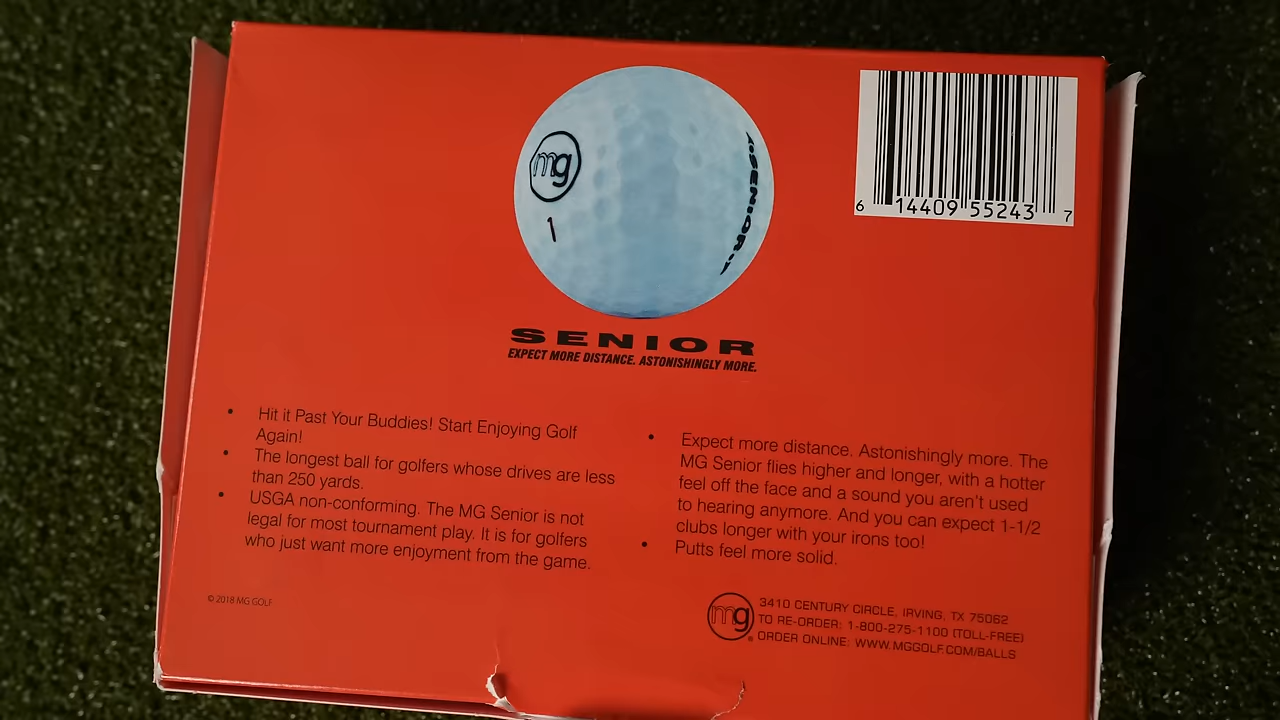 mg
1
SENIOR
6 14409 55243 7
SENIOR
EXPECT MORE DISTANCE. ASTONISHINGLY MORE.
• Hit it Past Your Buddies! Start Enjoying Golf
Again!
• The longest ball for golfers whose drives are less
than 250 yards.
• USGA non-conforming. The MG Senior is not
legal for most tournament play. It is for golfers
who just want more enjoyment from the game.
• Expect more distance. Astonishingly more. The
MG Senior flies higher and longer, with a hotter
feel off the face and a sound you aren't used
to hearing anymore. And you can expect 1-1/2
clubs longer with your irons too!
• Putts feel more solid.
© 2018 MG GOLF
mg®
3410 CENTURY CIRCLE, IRVING, TX 75062
TO RE-ORDER: 1-800-275-1100 (TOLL-FREE)
ORDER ONLINE: WWW.MGGOLF.COM/BALLS